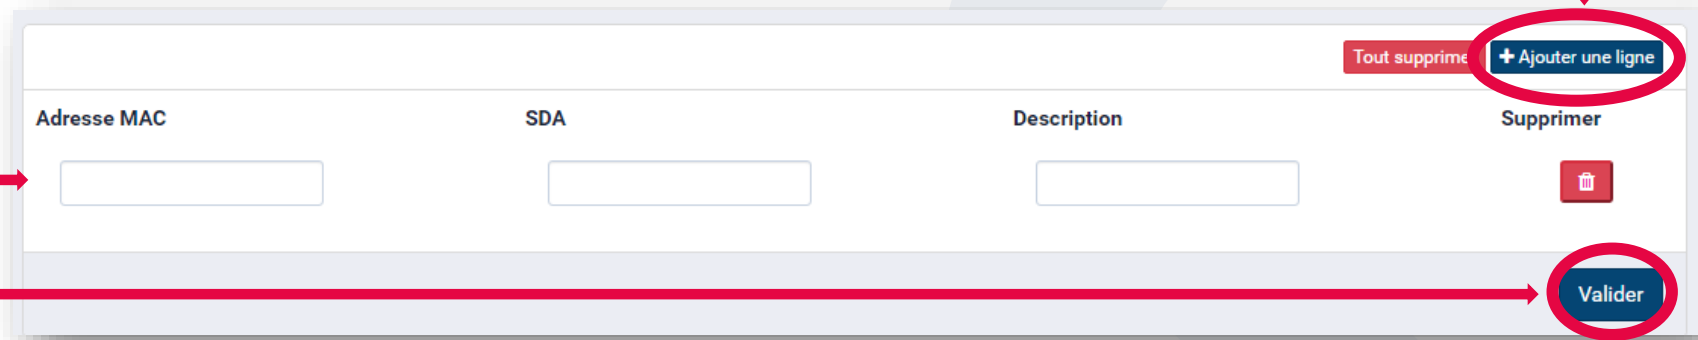 Tout supprime
+ Ajouter une ligne
Adresse MAC SDA Description Supprimer
Valider